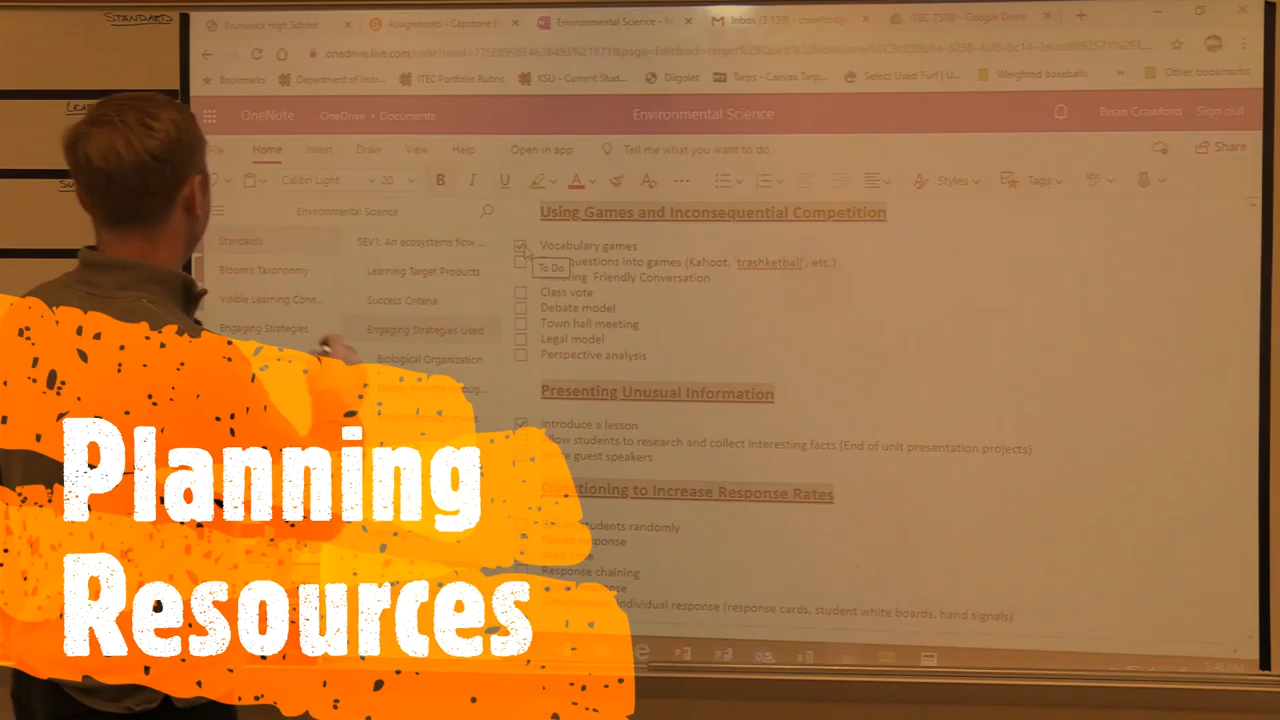 STANDARD
Brunswick High School
Assignments - Capstone E
Environmental Science - M
ITEC 7500 - Google Drive
Bookmarks
Department of Instr...
ITEC Portfolio Rubric
KSU - Current Stud...
Diigolet
Tarps - Canvas Tarp...
Select Used Turf | U...
Weighted baseballs
»
Other bookmarks
OneNote
OneDrive › Documents
Environmental Science
Brian Crawford
Sign out
File
Home
Insert
Draw
View
Help
Open in app
Tell me what you want to do
Share
Calibri Light
20
B
I
U
Styles
Tags
Environmental Science
Standards
Bloom's Taxonommy
Visible Learning Conn...
Engaging Strategies
SEV1: An ecosystems flow ...
Learning Target Products
Success Criteria
Engaging Strategies Used
Biological Organization
Using Games and Inconsequential Competition
Vocabulary games
questions into games (Kahoot, 'trashketball', etc.)
To Do
Friendly Conversation
Class vote
Debate model
Town hall meeting
Legal model
Perspective analysis
Presenting Unusual Information
Introduce a lesson
Allow students to research and collect interesting facts (End of unit presentation projects)
guest speakers
Questioning to Increase Response Rates
students randomly
response
Response chaining
individual response (response cards, student white boards, hand signals)
Planning
Resources